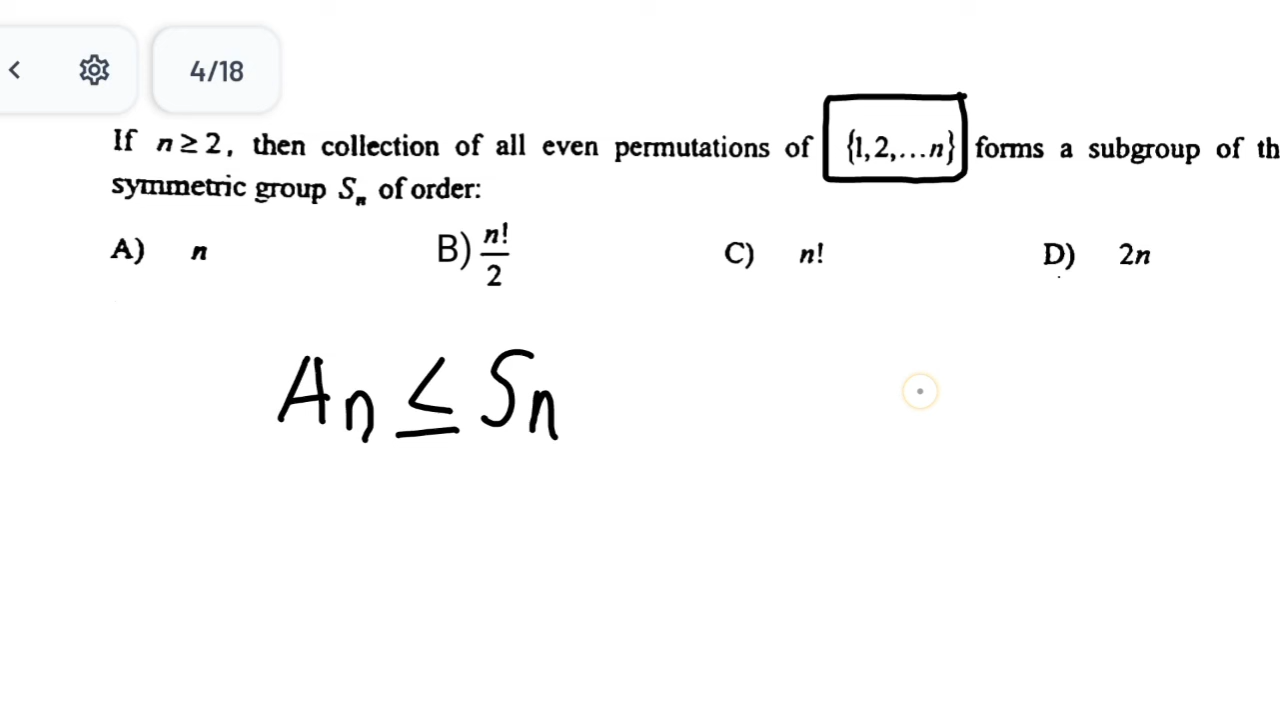 4/18
If n ≥ 2, then collection of all even permutations of {1,2,...n} forms a subgroup of th
symmetric group Sₙ of order:
A) n B) n!/2 C) n! D) 2n
Aₙ ≤ Sₙ